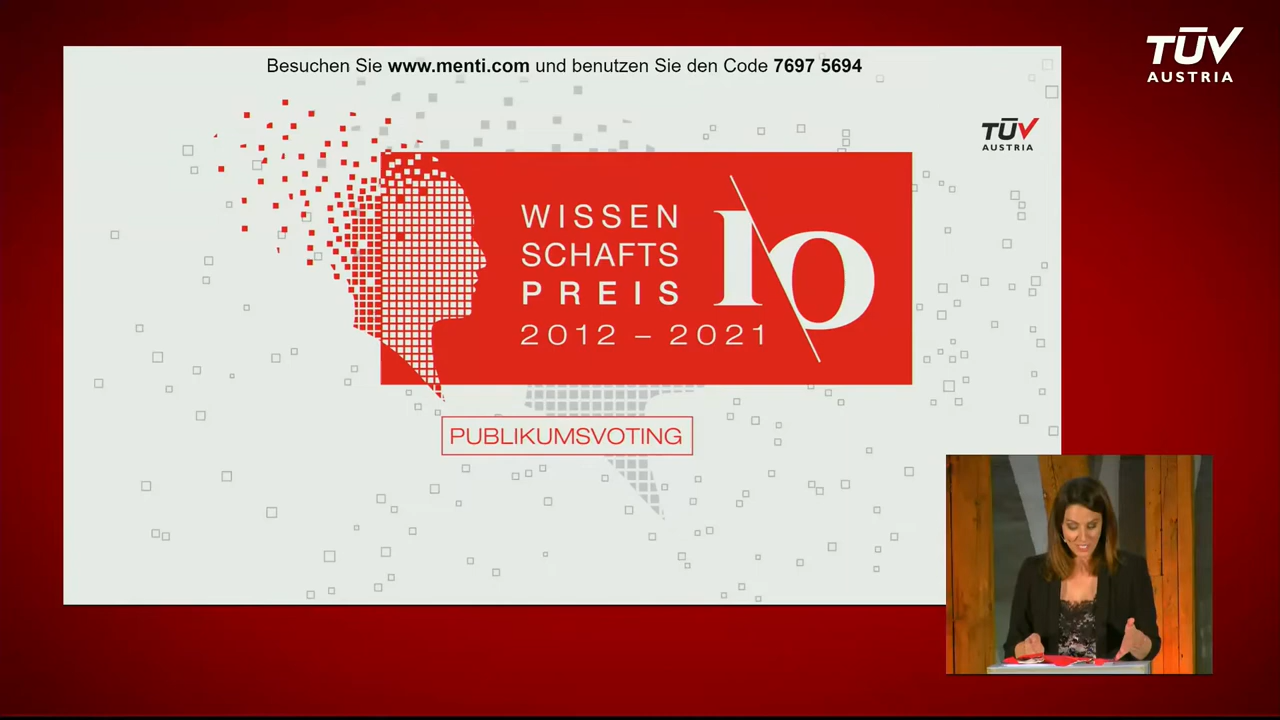 Besuchen Sie www.menti.com und benutzen Sie den Code 7697 5694
TÜV
AUSTRIA
TÜV
AUSTRIA
WISSEN
SCHAFTS
PREIS
2012 – 2021
10
PUBLIKUMSVOTING